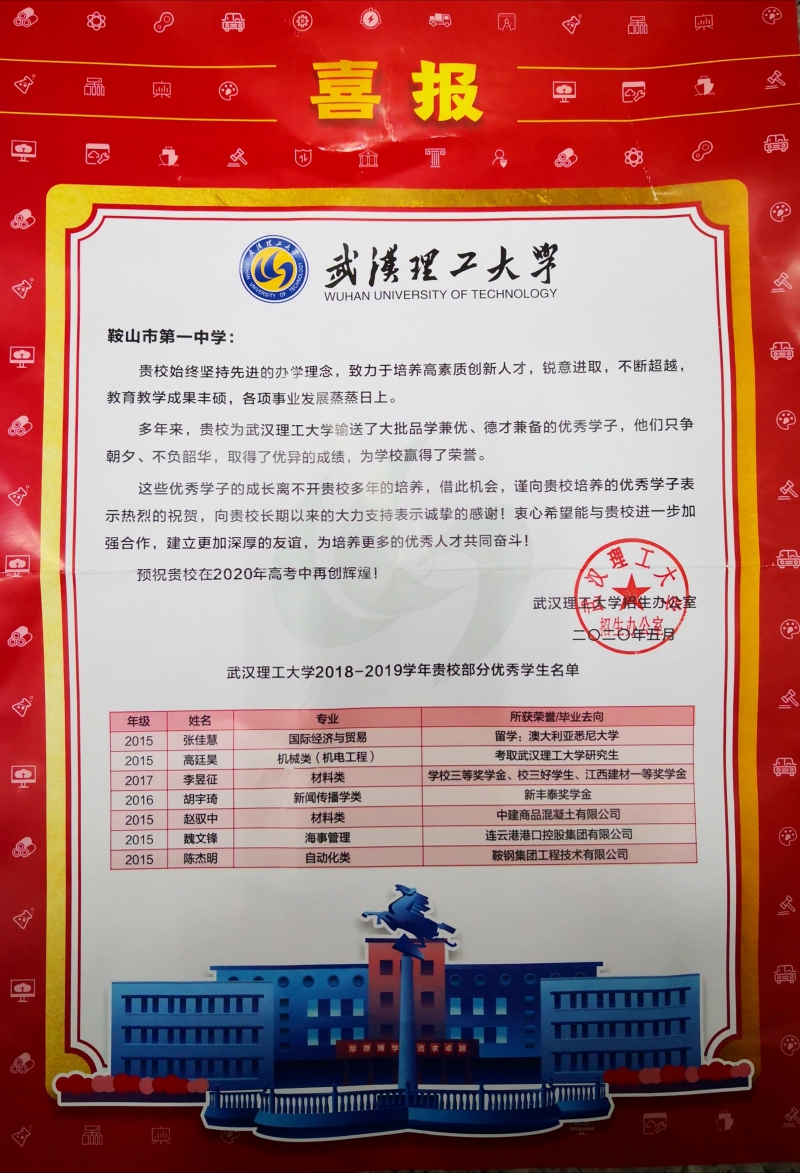 喜报
武汉理工大学
武漢理工大學
WUHAN UNIVERSITY OF TECHNOLOGY
WUHAN UNIVERSITY OF TECHNOLOGY
鞍山市第一中学：
贵校始终坚持先进的办学理念，致力于培养高素质创新人才，锐意进取，不断超越，
教育教学成果丰硕，各项事业发展蒸蒸日上。
多年来，贵校为武汉理工大学输送了大批品学兼优、德才兼备的优秀学子，他们只争
朝夕、不负韶华，取得了优异的成绩，为学校赢得了荣誉。
这些优秀学子的成长离不开贵校多年的培养，借此机会，谨向贵校培养的优秀学子表
示热烈的祝贺，向贵校长期以来的大力支持表示诚挚的感谢！衷心希望能与贵校进一步加
强合作，建立更加深厚的友谊，为培养更多的优秀人才共同奋斗！
预祝贵校在2020年高考中再创辉煌！
武汉理工大学招生办公室
二〇二〇年五月
武汉理工大学
招生办公室
武汉理工大学2018-2019学年贵校部分优秀学生名单
年级 姓名 专业 所获荣誉/毕业去向
2015 张佳慧 国际经济与贸易 留学：澳大利亚悉尼大学
2015 高廷昊 机械类（机电工程） 考取武汉理工大学研究生
2017 李昱征 材料类 学校三等奖学金、校三好学生、江西建材一等奖学金
2016 胡宇琦 新闻传播学类 新丰泰奖学金
2015 赵驭中 材料类 中建商品混凝土有限公司
2015 魏文锋 海事管理 连云港港口控股集团有限公司
2015 陈杰明 自动化类 鞍钢集团工程技术有限公司